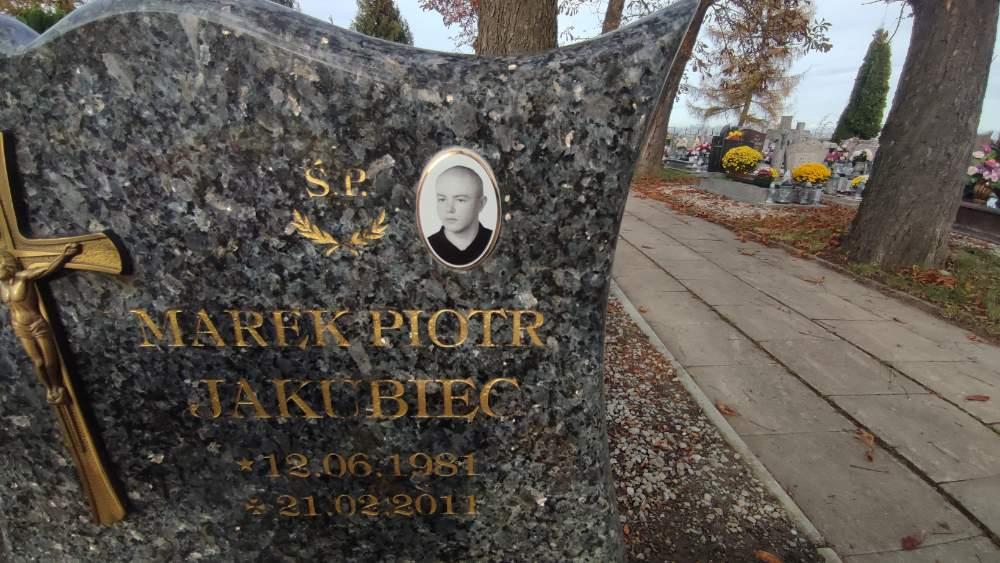 Ś.P.
MAREK PIOTR
JAKUBIEC
*12.06.1981
✝21.02.2011